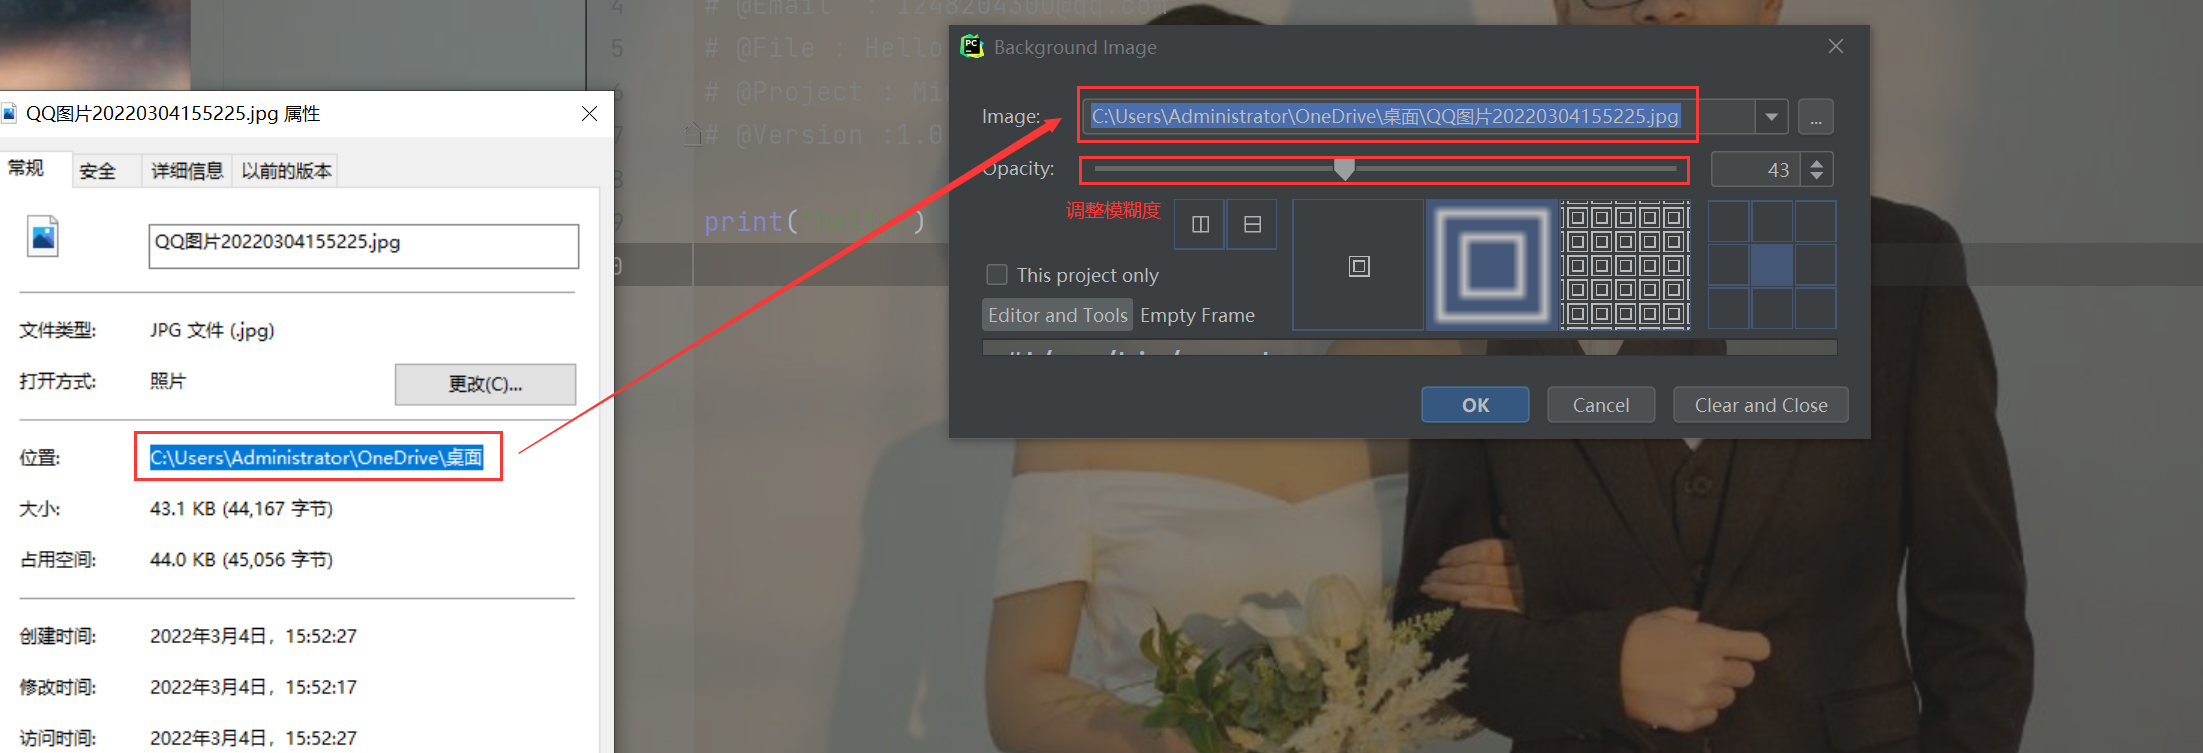 4 # @Email : 1248204300@qq.com
5 # @File : Hello
6 # @Project : Mi
7 # @Version :1.0
8
9 print( )
0
QQ图片20220304155225.jpg 属性
常规 安全 详细信息 以前的版本
QQ图片20220304155225.jpg
文件类型: JPG 文件 (.jpg)
打开方式: 照片 更改(C)...
位置: C:\Users\Administrator\OneDrive\桌面
大小: 43.1 KB (44,167 字节)
占用空间: 44.0 KB (45,056 字节)
创建时间: 2022年3月4日，15:52:27
修改时间: 2022年3月4日，15:52:17
访问时间: 2022年3月4日，15:52:27
PC Background Image
Image: C:\Users\Administrator\OneDrive\桌面\QQ图片20220304155225.jpg ...
Opacity: 43
调整模糊度
This project only
Editor and Tools Empty Frame
OK Cancel Clear and Close